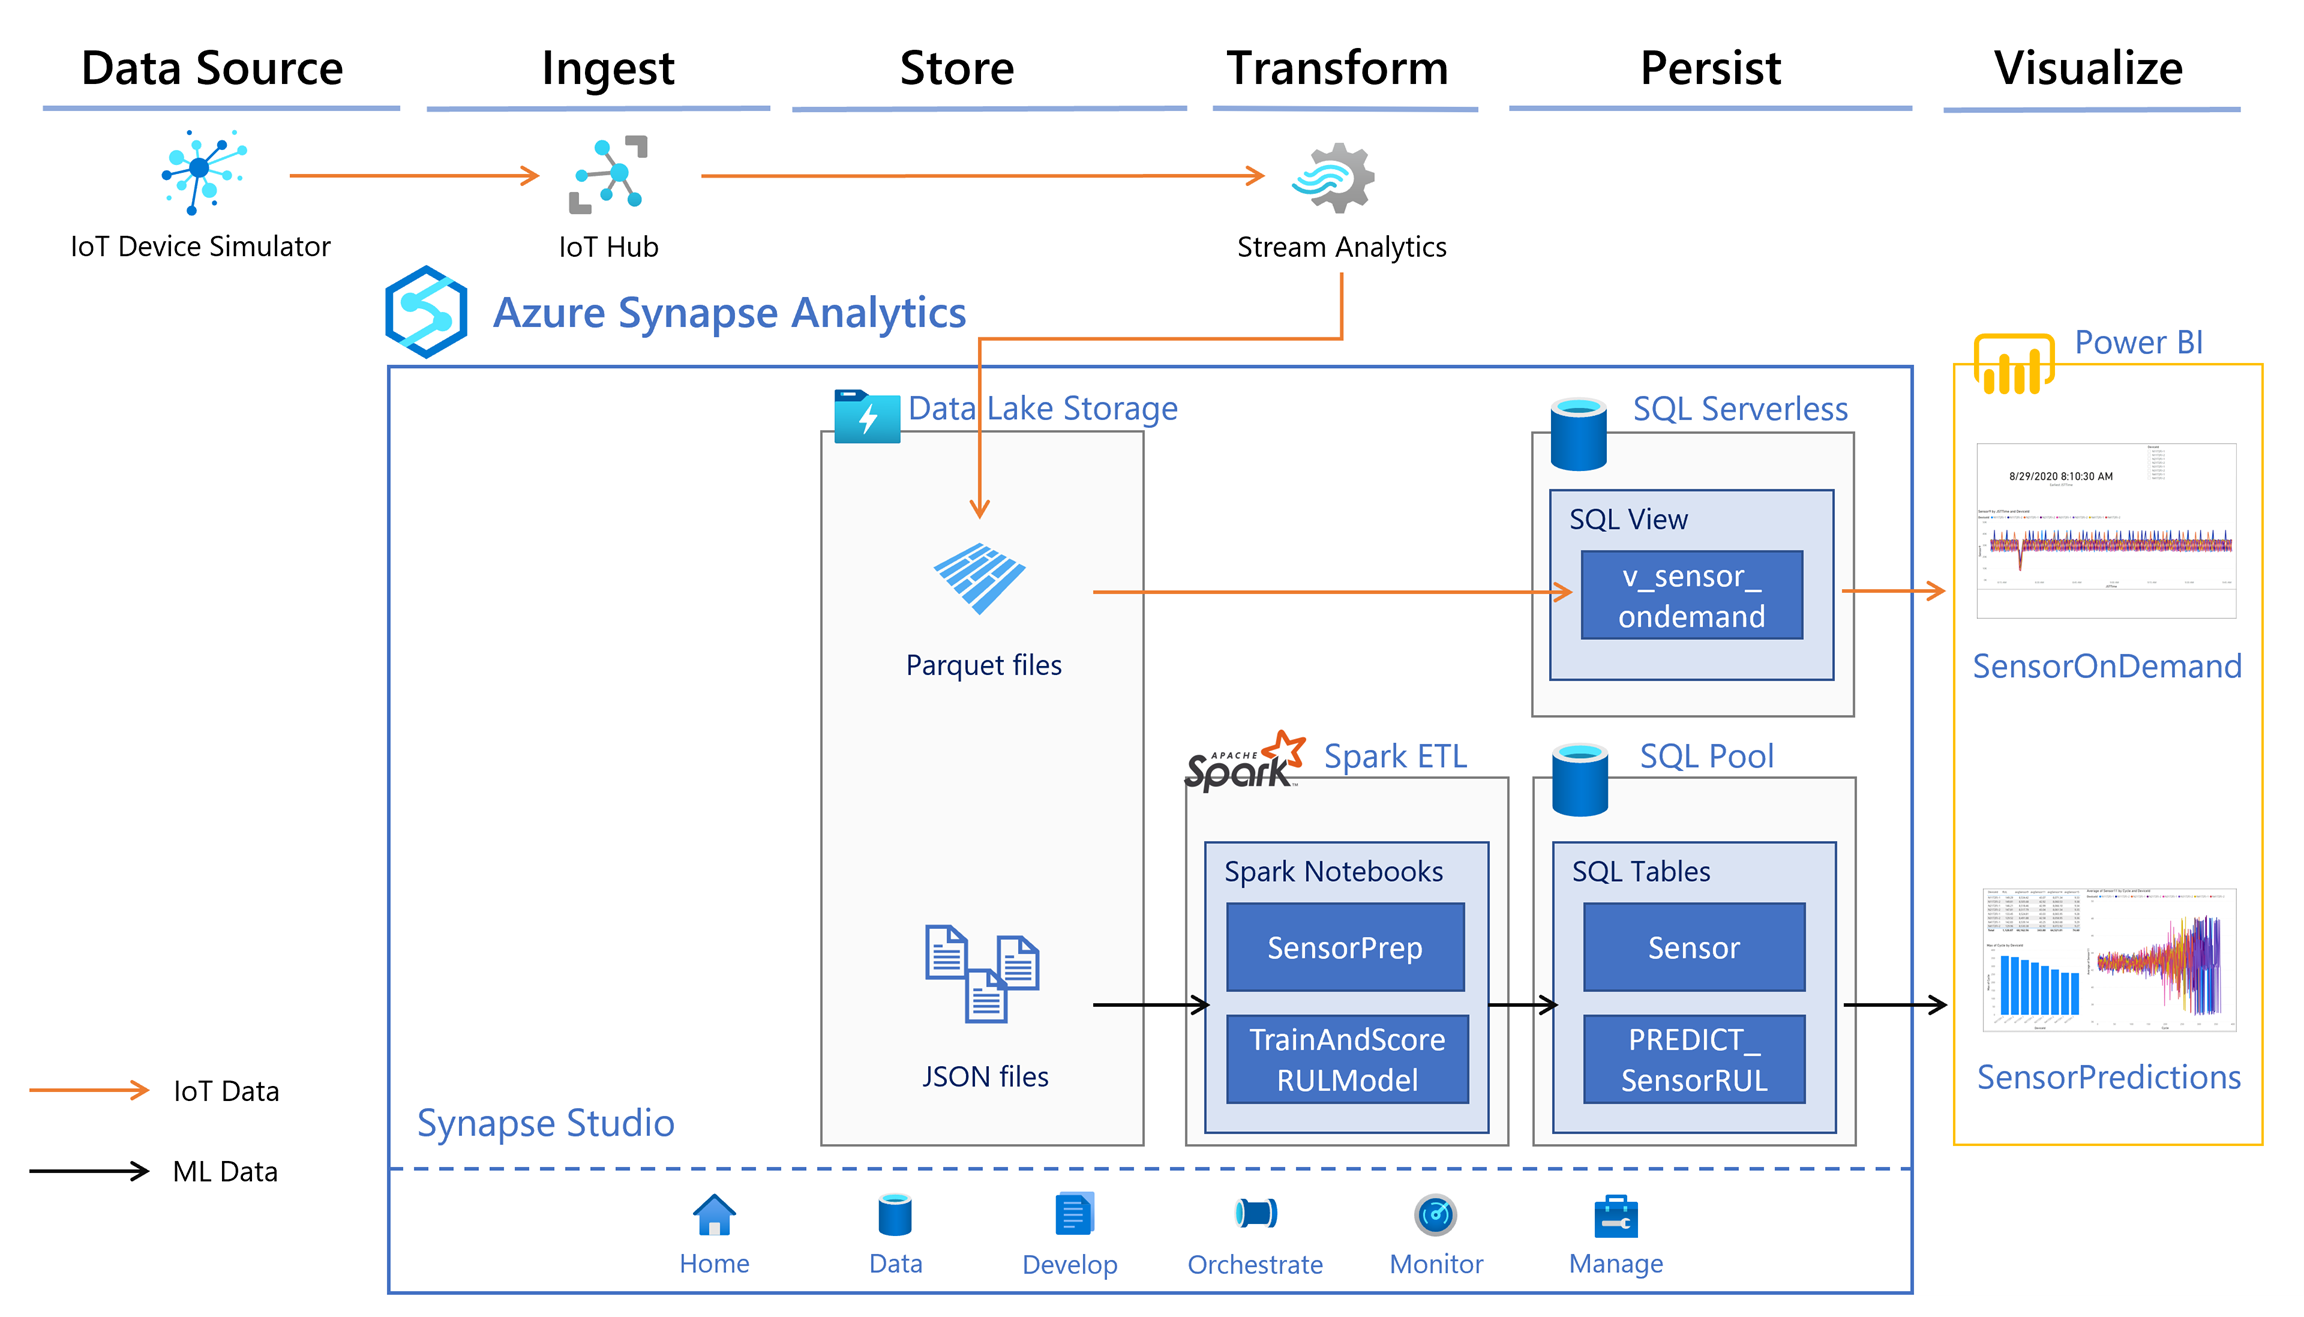 Data Source
Ingest
Store
Transform
Persist
Visualize
IoT Device Simulator
IoT Hub
Stream Analytics
Azure Synapse Analytics
Power BI
Data Lake Storage
SQL Serverless
8/29/2020 8:10:30 AM
SQL View
v_sensor_
ondemand
Parquet files
SensorOnDemand
APACHE
Spark™
Spark ETL
SQL Pool
Spark Notebooks
SQL Tables
SensorPrep
Sensor
TrainAndScore
RULModel
PREDICT_
SensorRUL
JSON files
SensorPredictions
IoT Data
ML Data
Synapse Studio
Home
Data
Develop
Orchestrate
Monitor
Manage